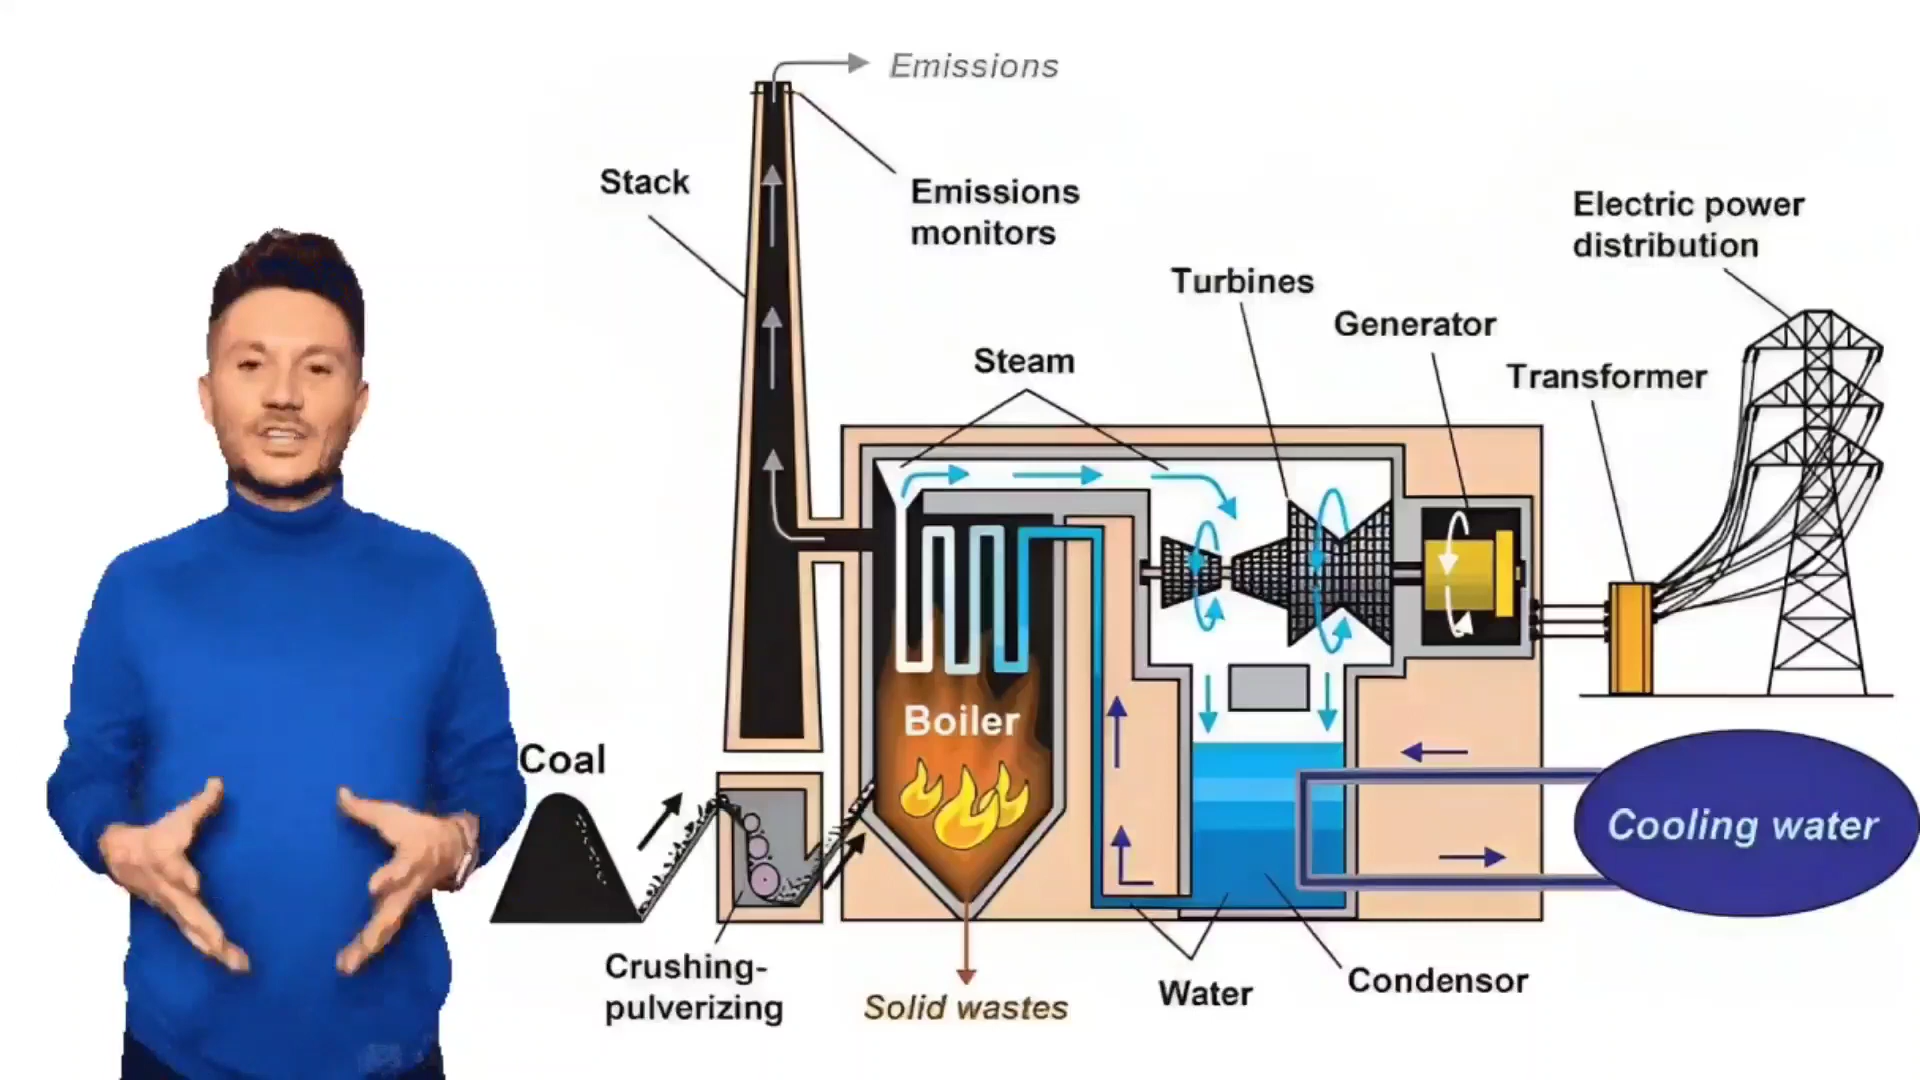 Emissions
Stack
Emissions
monitors
Electric power
distribution
Turbines
Generator
Steam
Transformer
Boiler
Coal
Cooling water
Crushing-
pulverizing
Solid wastes
Water
Condensor